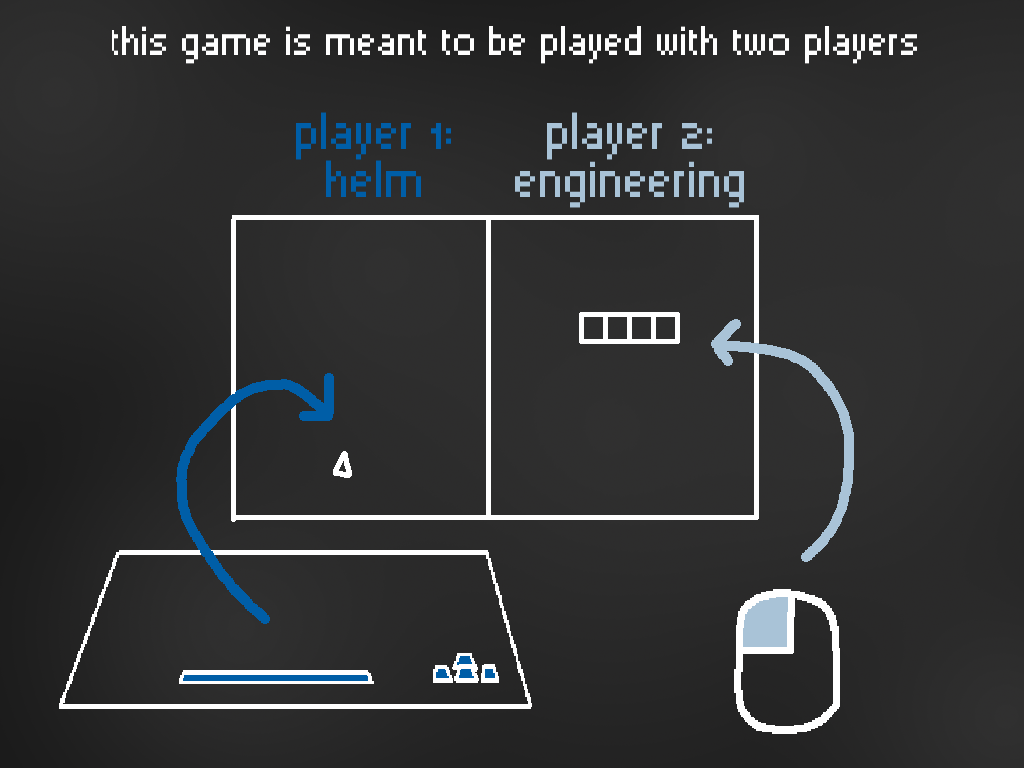 this game is meant to be played with two players
player 1:
helm
player 2:
engineering